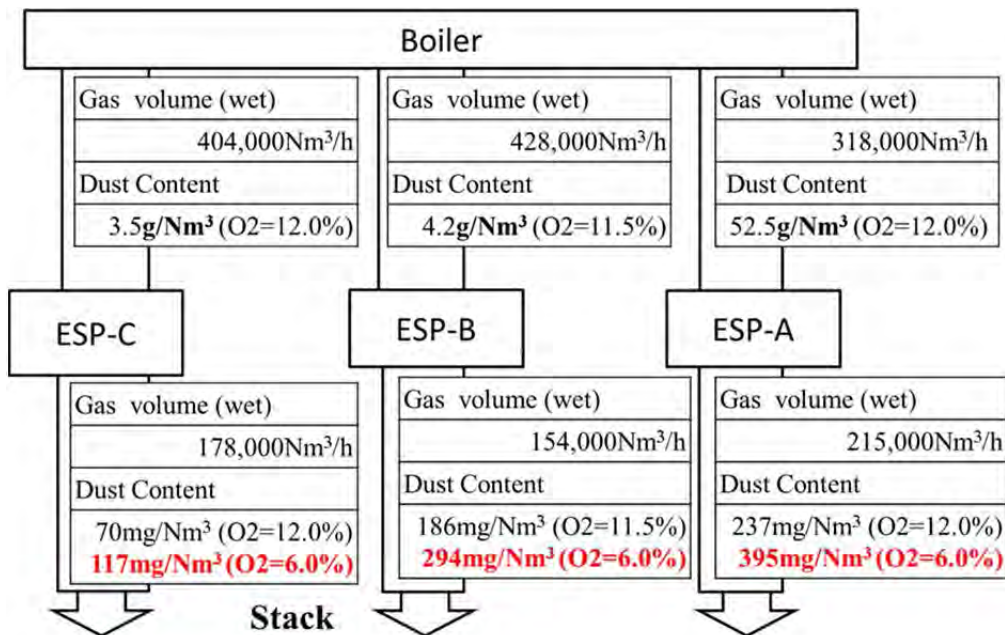 Boiler
Gas volume (wet)
404,000Nm³/h
Dust Content
3.5g/Nm³ (O2=12.0%)
Gas volume (wet)
428,000Nm³/h
Dust Content
4.2g/Nm³ (O2=11.5%)
Gas volume (wet)
318,000Nm³/h
Dust Content
52.5g/Nm³ (O2=12.0%)
ESP-C
ESP-B
ESP-A
Gas volume (wet)
178,000Nm³/h
Dust Content
70mg/Nm³ (O2=12.0%)
117mg/Nm³ (O2=6.0%)
Gas volume (wet)
154,000Nm³/h
Dust Content
186mg/Nm³ (O2=11.5%)
294mg/Nm³ (O2=6.0%)
Gas volume (wet)
215,000Nm³/h
Dust Content
237mg/Nm³ (O2=12.0%)
395mg/Nm³ (O2=6.0%)
Stack